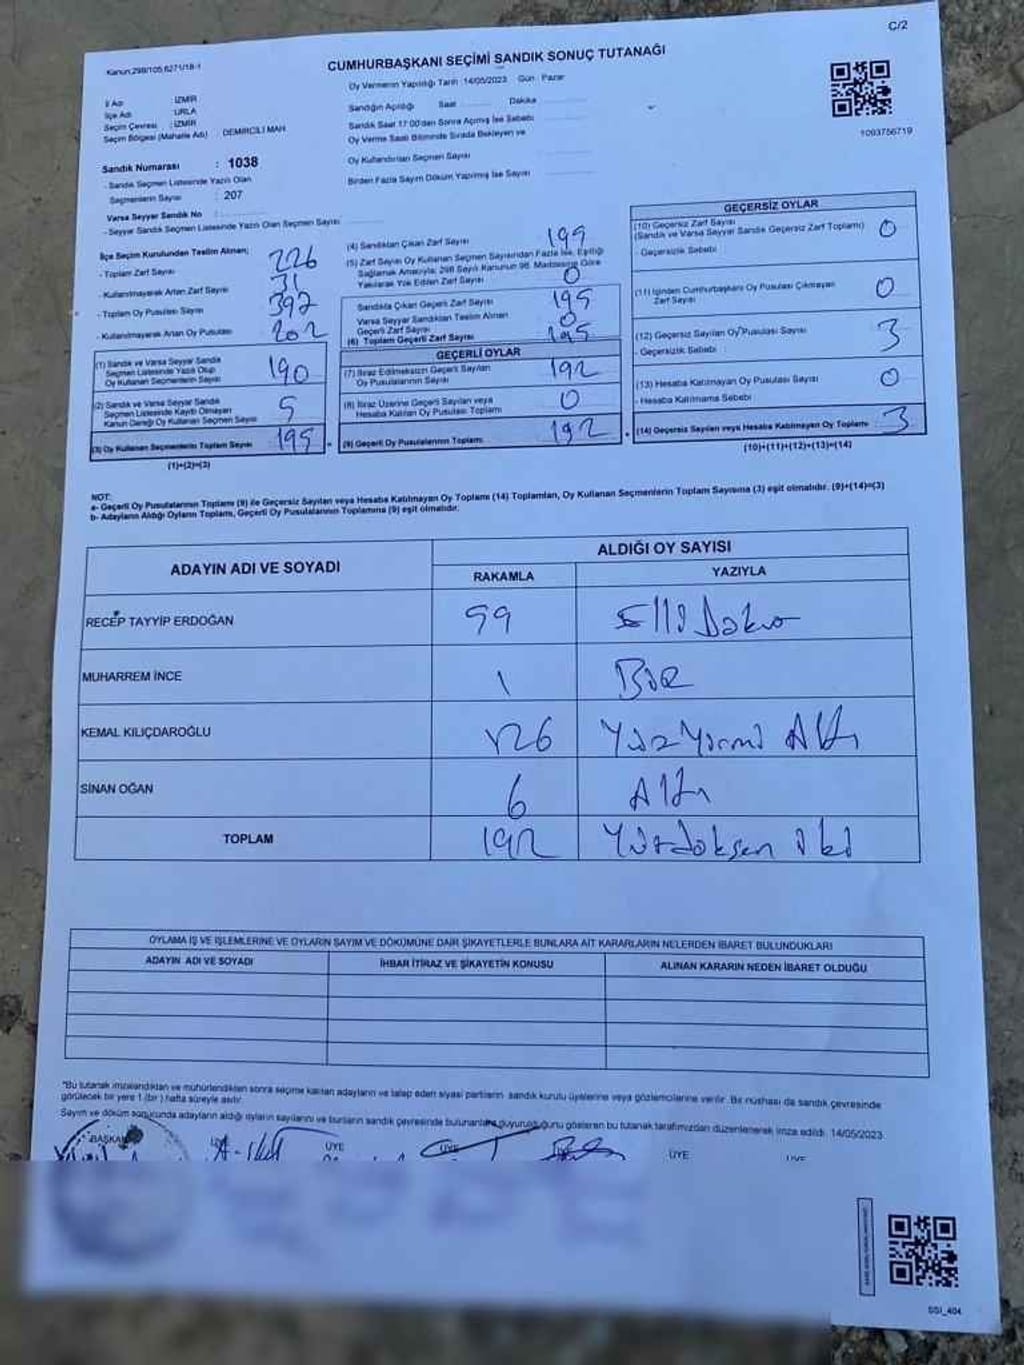 C/2
Kanun:298/105,6271/18-1
CUMHURBAŞKANI SEÇİMİ SANDIK SONUÇ TUTANAĞI
Oy Vermenin Yapıldığı Tarih :14/05/2023 Gün : Pazar
İl Adı : İZMİR
İlçe Adı : URLA
Seçim Çevresi : İZMİR
Seçim Bölgesi (Mahalle Adı) : DEMİRCİLİ MAH
Sandığın Açıldığı Saat Dakika
Sandık Saat 17:00'den Sonra Açılmış İse Sebebi
Oy Verme Saati Bitiminde Sırada Bekleyen ve
Oy Kullandırılan Seçmen Sayısı
Birden Fazla Sayım Döküm Yapılmış İse Sayısı
1093756719
Sandık Numarası : 1038
- Sandık Seçmen Listesinde Yazılı Olan
Seçmenlerin Sayısı : 207
Varsa Seyyar Sandık No :
- Seyyar Sandık Seçmen Listesinde Yazılı Olan Seçmen Sayısı
İlçe Seçim Kurulundan Teslim Alınan;
- Toplam Zarf Sayısı 226
- Kullanılmayarak Artan Zarf Sayısı 31
- Toplam Oy Pusulası Sayısı 397
- Kullanılmayarak Artan Oy Pusulası 202
(1) Sandık ve Varsa Seyyar Sandık
Seçmen Listesinde Yazılı Olup
Oy Kullanan Seçmenlerin Sayısı 190
(2) Sandık ve Varsa Seyyar Sandık
Seçmen Listesinde Kayıtlı Olmayan
Kanun Gereği Oy Kullanan Seçmen Sayısı 5
(3) Oy Kullanan Seçmenlerin Toplam Sayısı 195
(1)+(2)=(3)
(4) Sandıktan Çıkan Zarf Sayısı 199
(5) Zarf Sayısı Oy Kullanan Seçmen Sayısından Fazla İse, Eşitliği
Sağlamak Amacıyla, 298 Sayılı Kanunun 98. Maddesine Göre
Yakılarak Yok Edilen Zarf Sayısı 0
Sandıkta Çıkan Geçerli Zarf Sayısı 195
Varsa Seyyar Sandıktan Teslim Alınan
Geçerli Zarf Sayısı 0
(6) Toplam Geçerli Zarf Sayısı 195
GEÇERLİ OYLAR
(7) İtiraz Edilmeksizin Geçerli Sayılan
Oy Pusulalarının Sayısı 192
(8) İtiraz Üzerine Geçerli Sayılan veya
Hesaba Katılan Oy Pusulası Toplamı 0
(9) Geçerli Oy Pusulalarının Toplamı 192
GEÇERSİZ OYLAR
(10) Geçersiz Zarf Sayısı
(Sandık ve Varsa Seyyar Sandık Geçersiz Zarf Toplamı) 0
- Geçersizlik Sebebi :
(11) İçinden Cumhurbaşkanı Oy Pusulası Çıkmayan
Zarf Sayısı 0
(12) Geçersiz Sayılan Oy Pusulası Sayısı 3
- Geçersizlik Sebebi :
(13) Hesaba Katılmayan Oy Pusulası Sayısı 0
- Hesaba Katılmama Sebebi
(14) Geçersiz Sayılan veya Hesaba Katılmayan Oy Toplamı 3
(10)+(11)+(12)+(13)=(14)
NOT:
a- Geçerli Oy Pusulalarının Toplamı (9) ile Geçersiz Sayılan veya Hesaba Katılmayan Oy Toplamı (14) Toplamları, Oy Kullanan Seçmenlerin Toplam Sayısına (3) eşit olmalıdır. (9)+(14)=(3)
b- Adayların Aldığı Oyların Toplamı, Geçerli Oy Pusulalarının Toplamına (9) eşit olmalıdır.
ADAYIN ADI VE SOYADI
ALDIĞI OY SAYISI
RAKAMLA YAZIYLA
RECEP TAYYİP ERDOĞAN 59 Elli Dokuz
MUHARREM İNCE 1 Bir
KEMAL KILIÇDAROĞLU 126 Yüz Yirmi Altı
SİNAN OĞAN 6 Altı
TOPLAM 192 Yüzdoksen iki
OYLAMA İŞ VE İŞLEMLERİNE VE OYLARIN SAYIM VE DÖKÜMÜNE DAİR ŞİKAYETLERLE BUNLARA AİT KARARLARIN NELERDEN İBARET BULUNDUKLARI
ADAYIN ADI VE SOYADI İHBAR İTİRAZ VE ŞİKAYETİN KONUSU ALINAN KARARIN NEDEN İBARET OLDUĞU
"Bu tutanak imzalandıktan ve mühürlendikten sonra seçime katılan adayların ve talep eden siyasi partilerin sandık kurulu üyelerine veya gözlemcilerine verilir. Bir nüshası da sandık çevresinde
görülecek bir yere 1 (bir) hafta süreyle asılır.
Sayım ve döküm sonucunda adayların aldığı oyların sayılarını ve bunların sandık çevresinde bulunanlara duyurulduğunu gösteren bu tutanak tarafımızdan düzenlenerek imza edildi. 14/05/2023
BAŞKAN ÜYE ÜYE ÜYE ÜYE ÜYE ÜYE
SSI_404